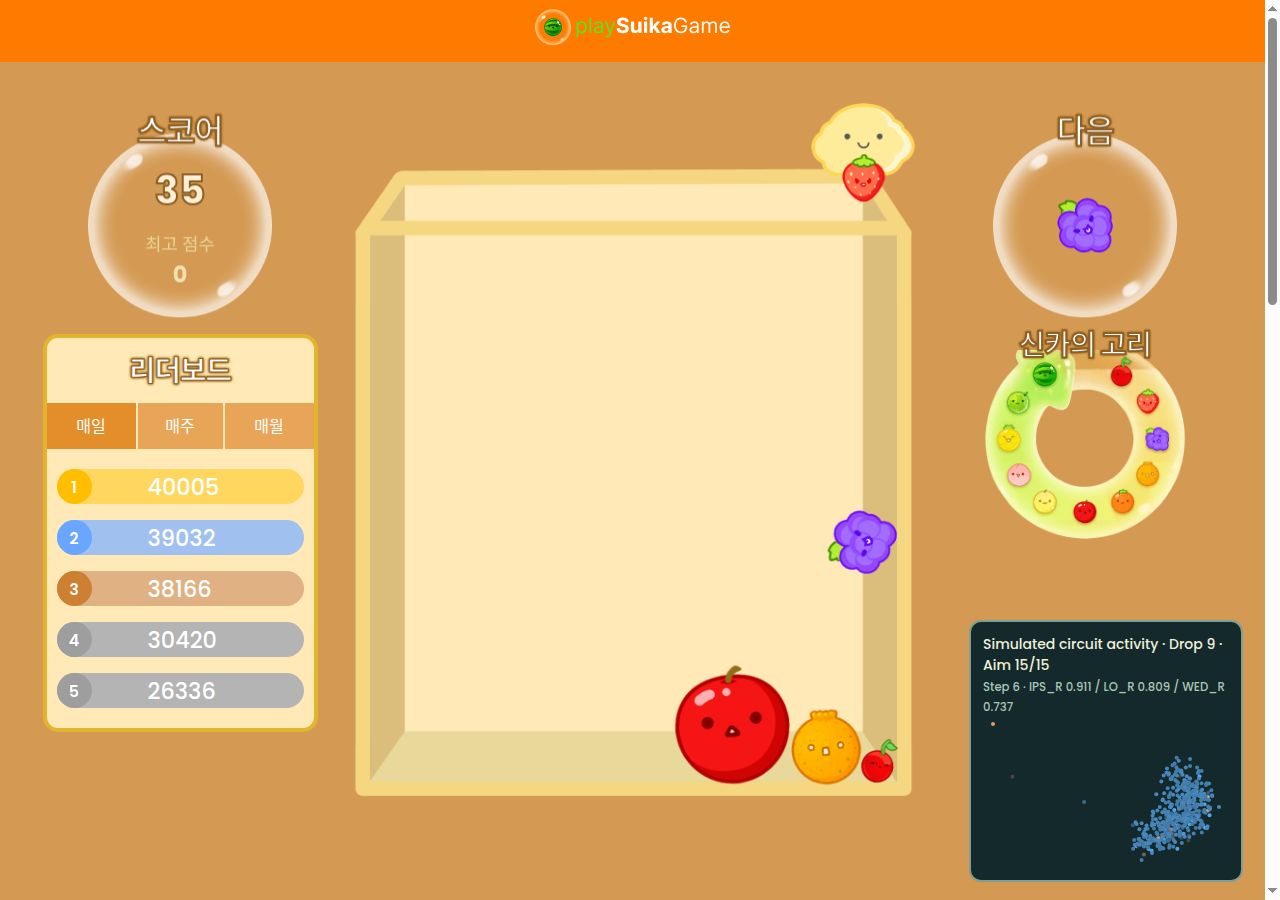 playSuikaGame
스코어
35
최고 점수
0
다음
신카의 고리
리더보드
매일 매주 매월
1 40005
2 39032
3 38166
4 30420
5 26336
Simulated circuit activity · Drop 9 ·
Aim 15/15
Step 6 · IPS_R 0.911 / LO_R 0.809 / WED_R
0.737